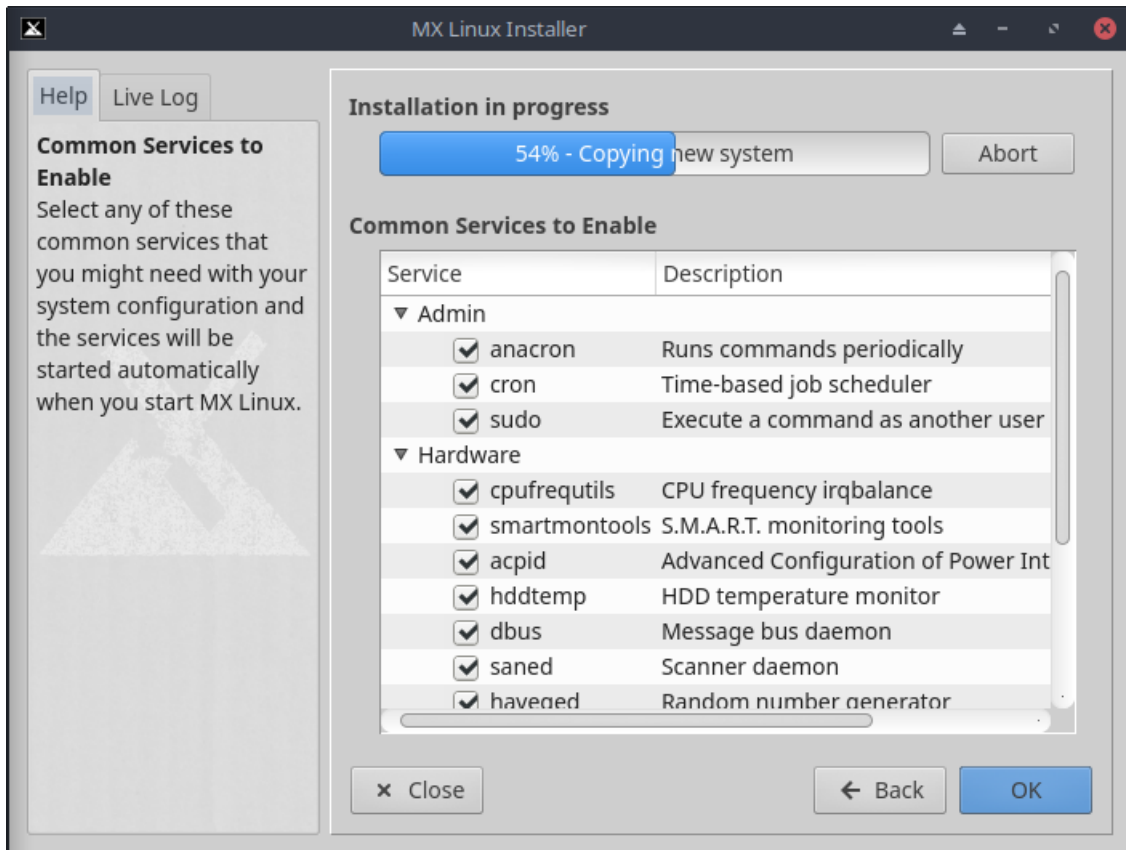 MX Linux Installer
Help
Live Log
Common Services to
Enable
Select any of these
common services that
you might need with your
system configuration and
the services will be
started automatically
when you start MX Linux.
Installation in progress
54% - Copying new system
Abort
Common Services to Enable
Service Description
Admin
anacron Runs commands periodically
cron Time-based job scheduler
sudo Execute a command as another user
Hardware
cpufrequtils CPU frequency irqbalance
smartmontools S.M.A.R.T. monitoring tools
acpid Advanced Configuration of Power Int
hddtemp HDD temperature monitor
dbus Message bus daemon
saned Scanner daemon
haveged Random number generator
Close
Back
OK